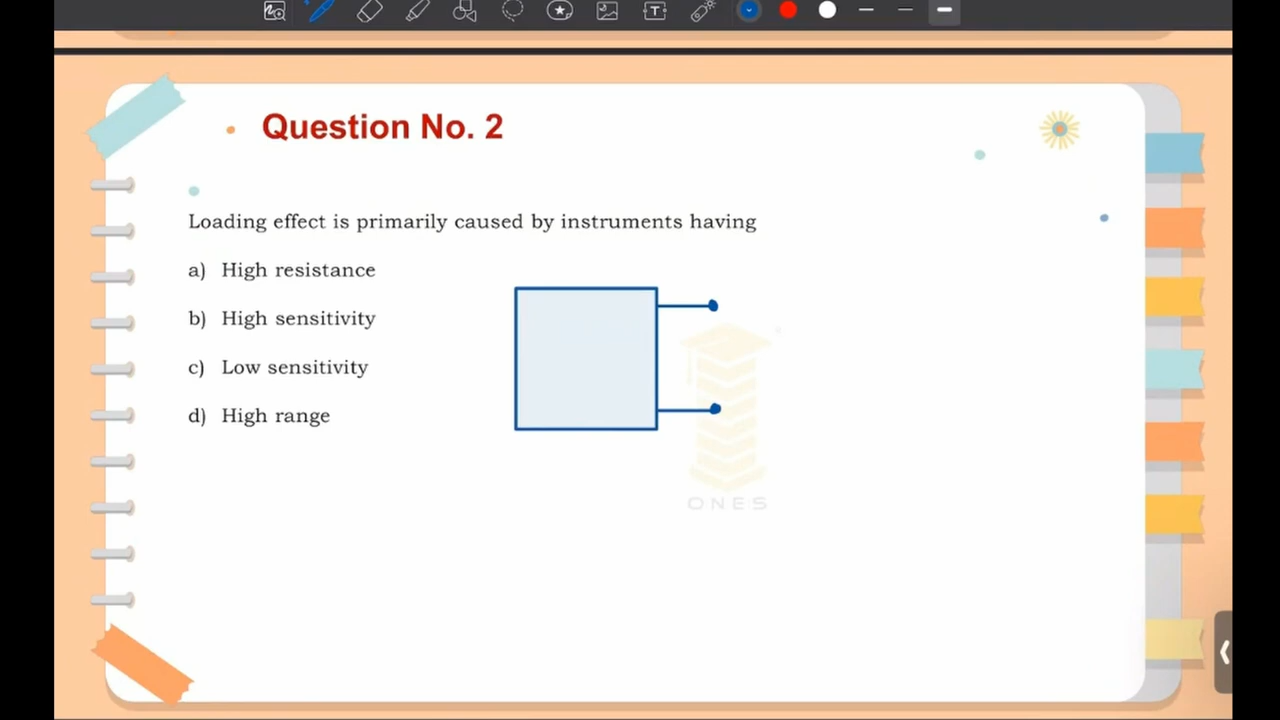 Question No. 2
Loading effect is primarily caused by instruments having
a) High resistance
b) High sensitivity
c) Low sensitivity
d) High range
ONES